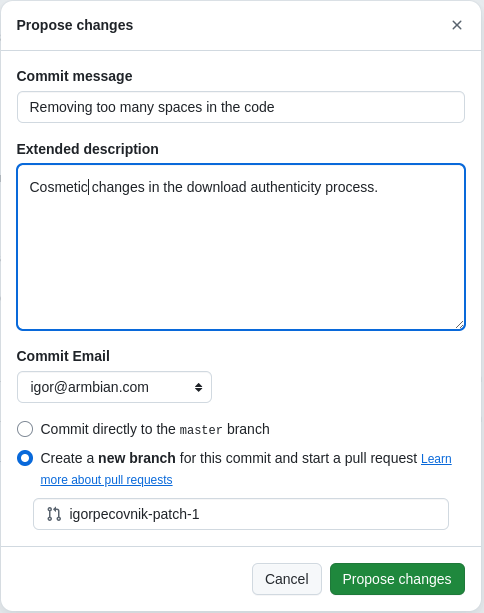 Propose changes
Commit message
Removing too many spaces in the code
Extended description
Cosmetic changes in the download authenticity process.
Commit Email
igor@armbian.com
Commit directly to the master branch
Create a new branch for this commit and start a pull request Learn
more about pull requests
igorpecovnik-patch-1
Cancel
Propose changes